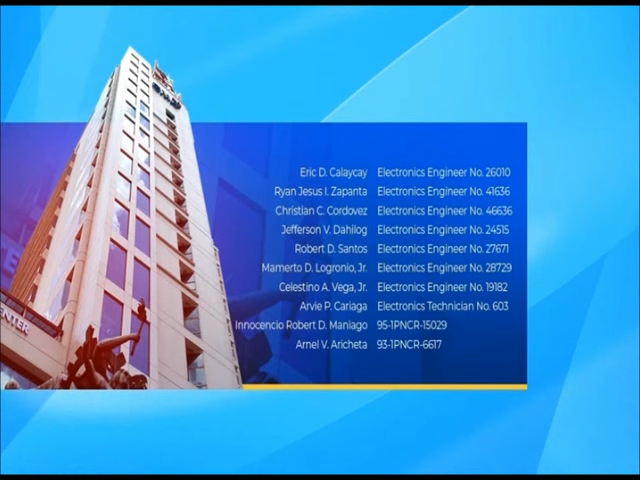 Eric D. Calaycay Electronics Engineer No. 26010
Ryan Jesus I. Zapanta Electronics Engineer No. 41636
Christian C. Cordovez Electronics Engineer No. 46636
Jefferson V. Dahilog Electronics Engineer No. 24515
Robert D. Santos Electronics Engineer No. 27671
Mamerto D. Logronio, Jr. Electronics Engineer No. 28729
Celestino A. Vega, Jr. Electronics Engineer No. 19182
Arvie P. Cariaga Electronics Technician No. 603
Innocencio Robert D. Maniago 95-1PNCR-15029
Arnel V. Aricheta 93-1PNCR-6617
ENTER